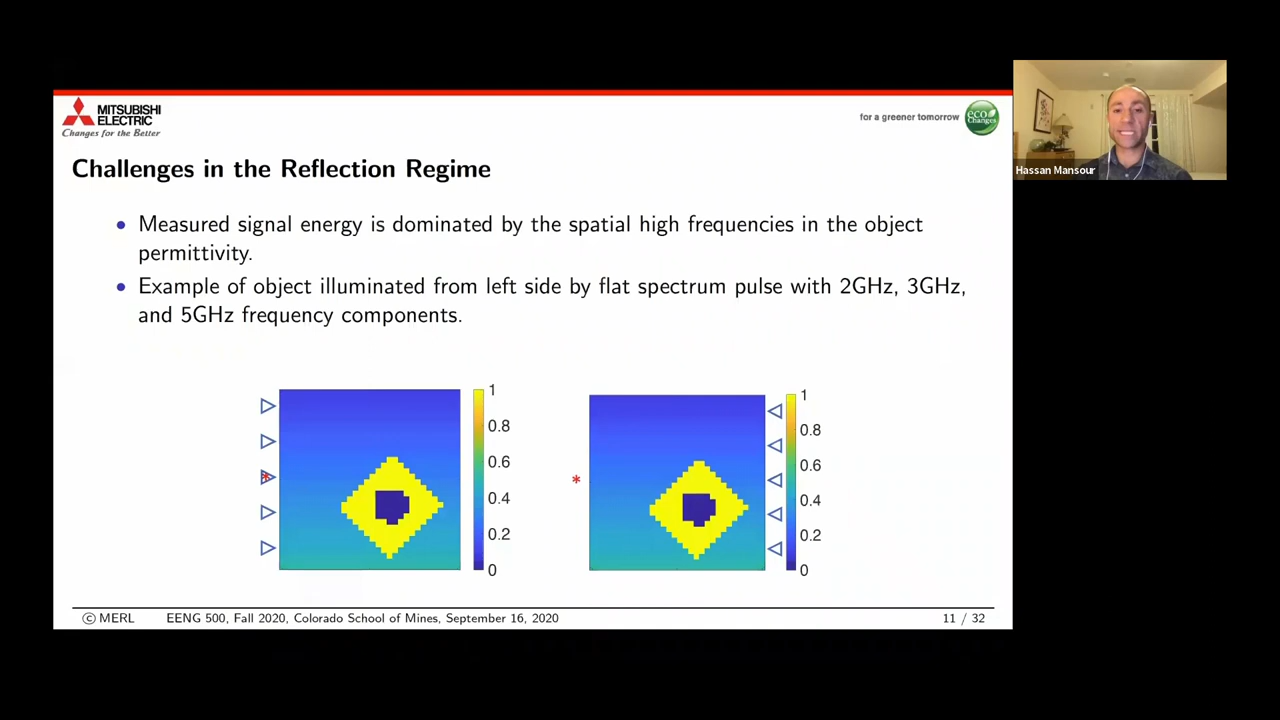 MITSUBISHI
ELECTRIC
Changes for the Better
for a greener tomorrow
eco
Changes
Hassan Mansour
Challenges in the Reflection Regime
• Measured signal energy is dominated by the spatial high frequencies in the object
permittivity.
• Example of object illuminated from left side by flat spectrum pulse with 2GHz, 3GHz,
and 5GHz frequency components.
1
0.8
0.6
0.4
0.2
0
*
*
1
0.8
0.6
0.4
0.2
0
© MERL EENG 500, Fall 2020, Colorado School of Mines, September 16, 2020 11 / 32